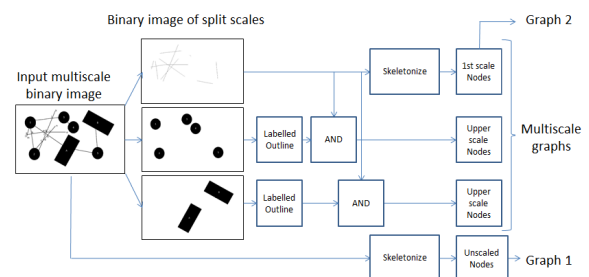 Binary image of split scales
Graph 2
Input multiscale
binary image
Skeletonize
1st scale
Nodes
Labelled
Outline
AND
Upper
scale
Nodes
Multiscale
graphs
Labelled
Outline
AND
Upper
scale
Nodes
Skeletonize
Unscaled
Nodes
Graph 1